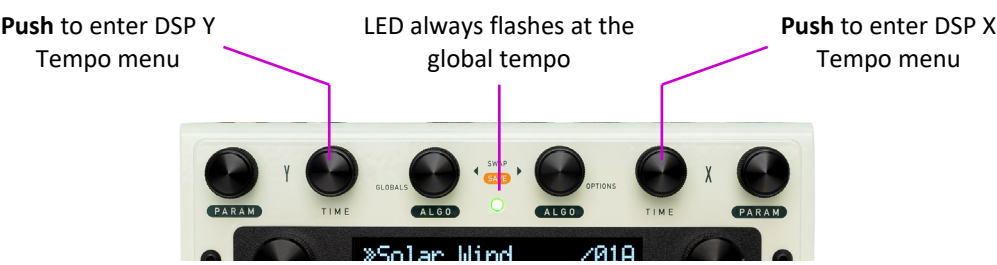 Push to enter DSP Y
Tempo menu
LED always flashes at the
global tempo
Push to enter DSP X
Tempo menu
SWAP
SAVE
Y
X
GLOBALS
OPTIONS
PARAM
TIME
ALGO
ALGO
TIME
PARAM
»Solar Wind /01A